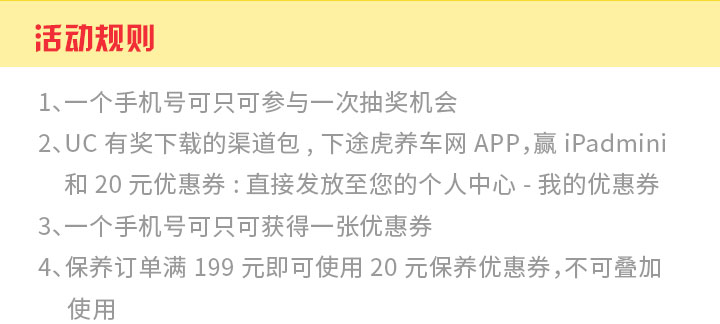 活动规则
1、一个手机号可只可参与一次抽奖机会
2、UC 有奖下载的渠道包 , 下途虎养车网 APP,赢 iPadmini
和 20 元优惠券 : 直接发放至您的个人中心 - 我的优惠券
3、一个手机号可只可获得一张优惠券
4、保养订单满 199 元即可使用 20 元保养优惠券,不可叠加
使用